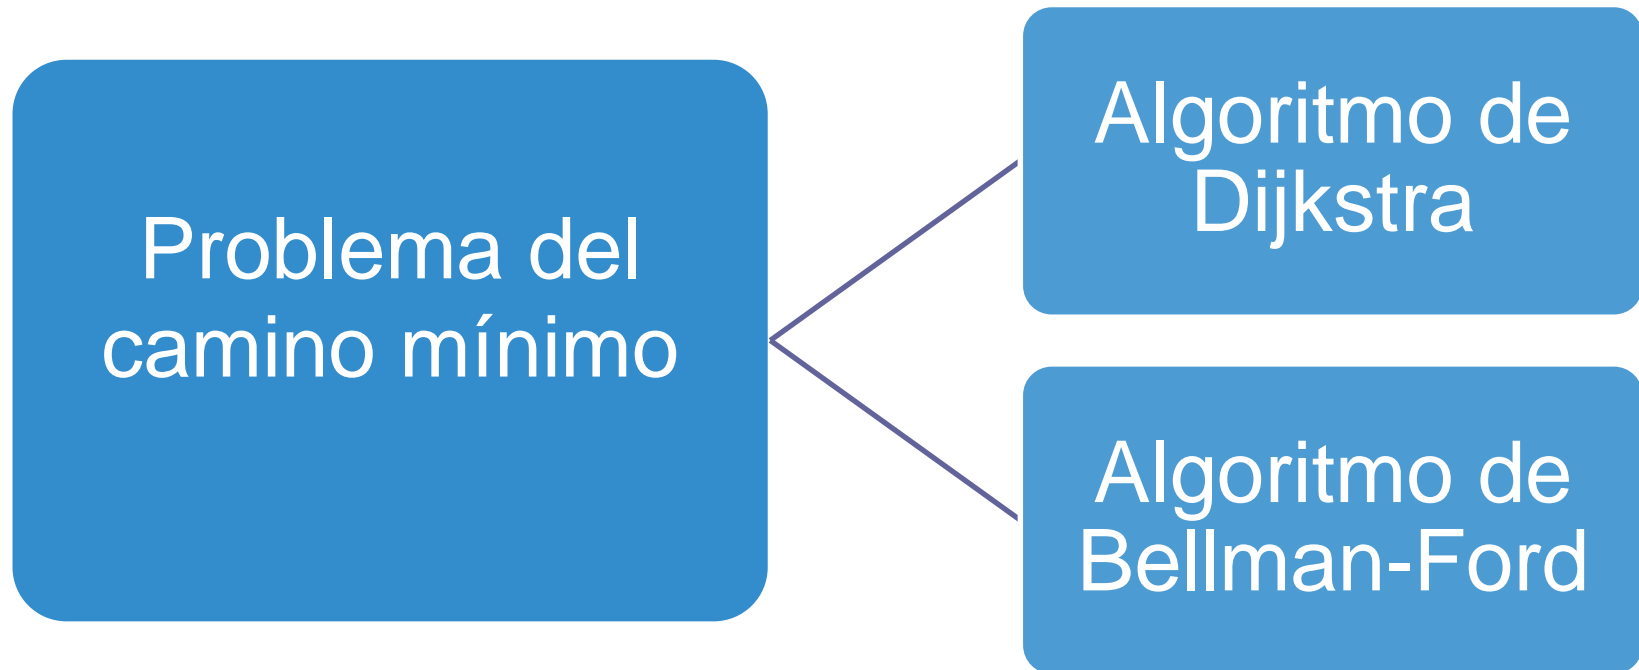 Problema del
camino mínimo
Algoritmo de
Dijkstra
Algoritmo de
Bellman-Ford